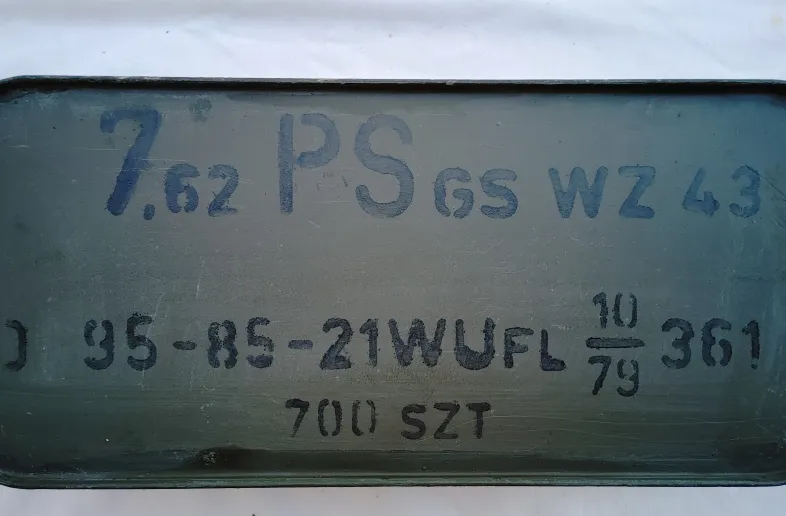 7.62 PS GS WZ 43
95-85-21WUFL 10/79 361
700 SZT